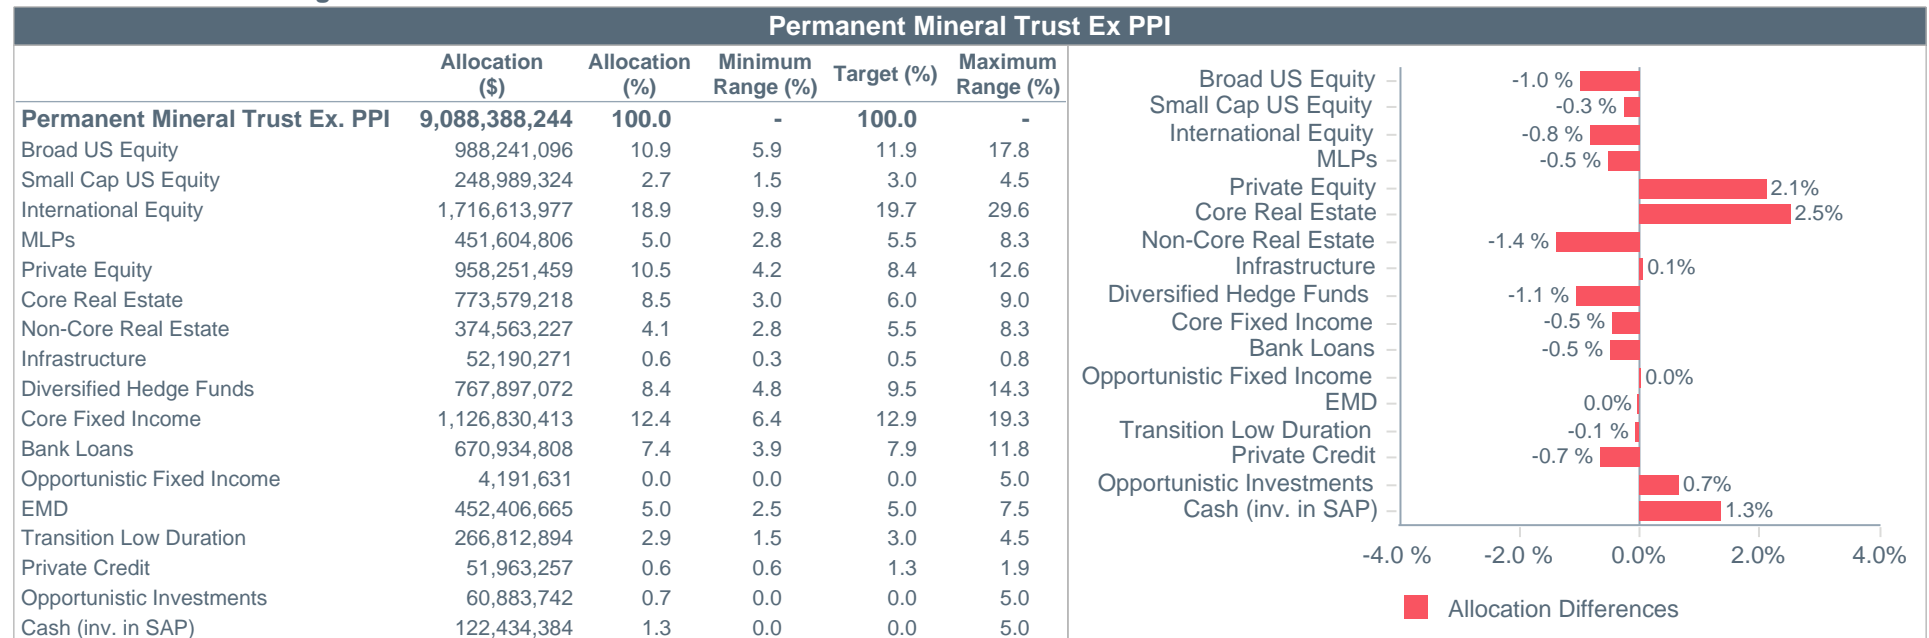 Permanent Mineral Trust Ex PPI
Allocation ($) Allocation (%) Minimum Range (%) Target (%) Maximum Range (%)
Permanent Mineral Trust Ex. PPI 9,088,388,244 100.0 - 100.0 -
Broad US Equity 988,241,096 10.9 5.9 11.9 17.8
Small Cap US Equity 248,989,324 2.7 1.5 3.0 4.5
International Equity 1,716,613,977 18.9 9.9 19.7 29.6
MLPs 451,604,806 5.0 2.8 5.5 8.3
Private Equity 958,251,459 10.5 4.2 8.4 12.6
Core Real Estate 773,579,218 8.5 3.0 6.0 9.0
Non-Core Real Estate 374,563,227 4.1 2.8 5.5 8.3
Infrastructure 52,190,271 0.6 0.3 0.5 0.8
Diversified Hedge Funds 767,897,072 8.4 4.8 9.5 14.3
Core Fixed Income 1,126,830,413 12.4 6.4 12.9 19.3
Bank Loans 670,934,808 7.4 3.9 7.9 11.8
Opportunistic Fixed Income 4,191,631 0.0 0.0 0.0 5.0
EMD 452,406,665 5.0 2.5 5.0 7.5
Transition Low Duration 266,812,894 2.9 1.5 3.0 4.5
Private Credit 51,963,257 0.6 0.6 1.3 1.9
Opportunistic Investments 60,883,742 0.7 0.0 0.0 5.0
Cash (inv. in SAP) 122,434,384 1.3 0.0 0.0 5.0
Broad US Equity -1.0 %
Small Cap US Equity -0.3 %
International Equity -0.8 %
MLPs -0.5 %
Private Equity 2.1%
Core Real Estate 2.5%
Non-Core Real Estate -1.4 %
Infrastructure 0.1%
Diversified Hedge Funds -1.1 %
Core Fixed Income -0.5 %
Bank Loans -0.5 %
Opportunistic Fixed Income 0.0%
EMD 0.0%
Transition Low Duration -0.1 %
Private Credit -0.7 %
Opportunistic Investments 0.7%
Cash (inv. in SAP) 1.3%
-4.0 % -2.0 % 0.0% 2.0% 4.0%
Allocation Differences